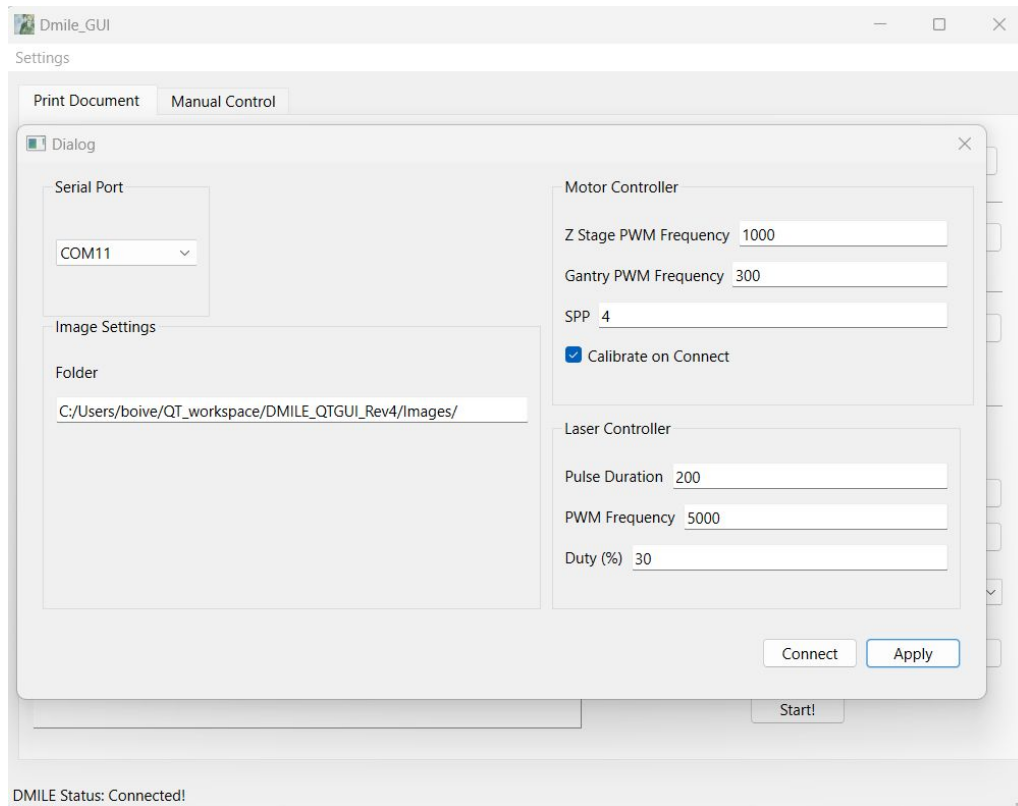 Dmile_GUI
Settings
Print Document
Manual Control
Dialog
Serial Port
COM11
Image Settings
Folder
C:/Users/boive/QT_workspace/DMILE_QTGUI_Rev4/Images/
Motor Controller
Z Stage PWM Frequency 1000
Gantry PWM Frequency 300
SPP 4
Calibrate on Connect
Laser Controller
Pulse Duration 200
PWM Frequency 5000
Duty (%) 30
Connect
Apply
Start!
DMILE Status: Connected!